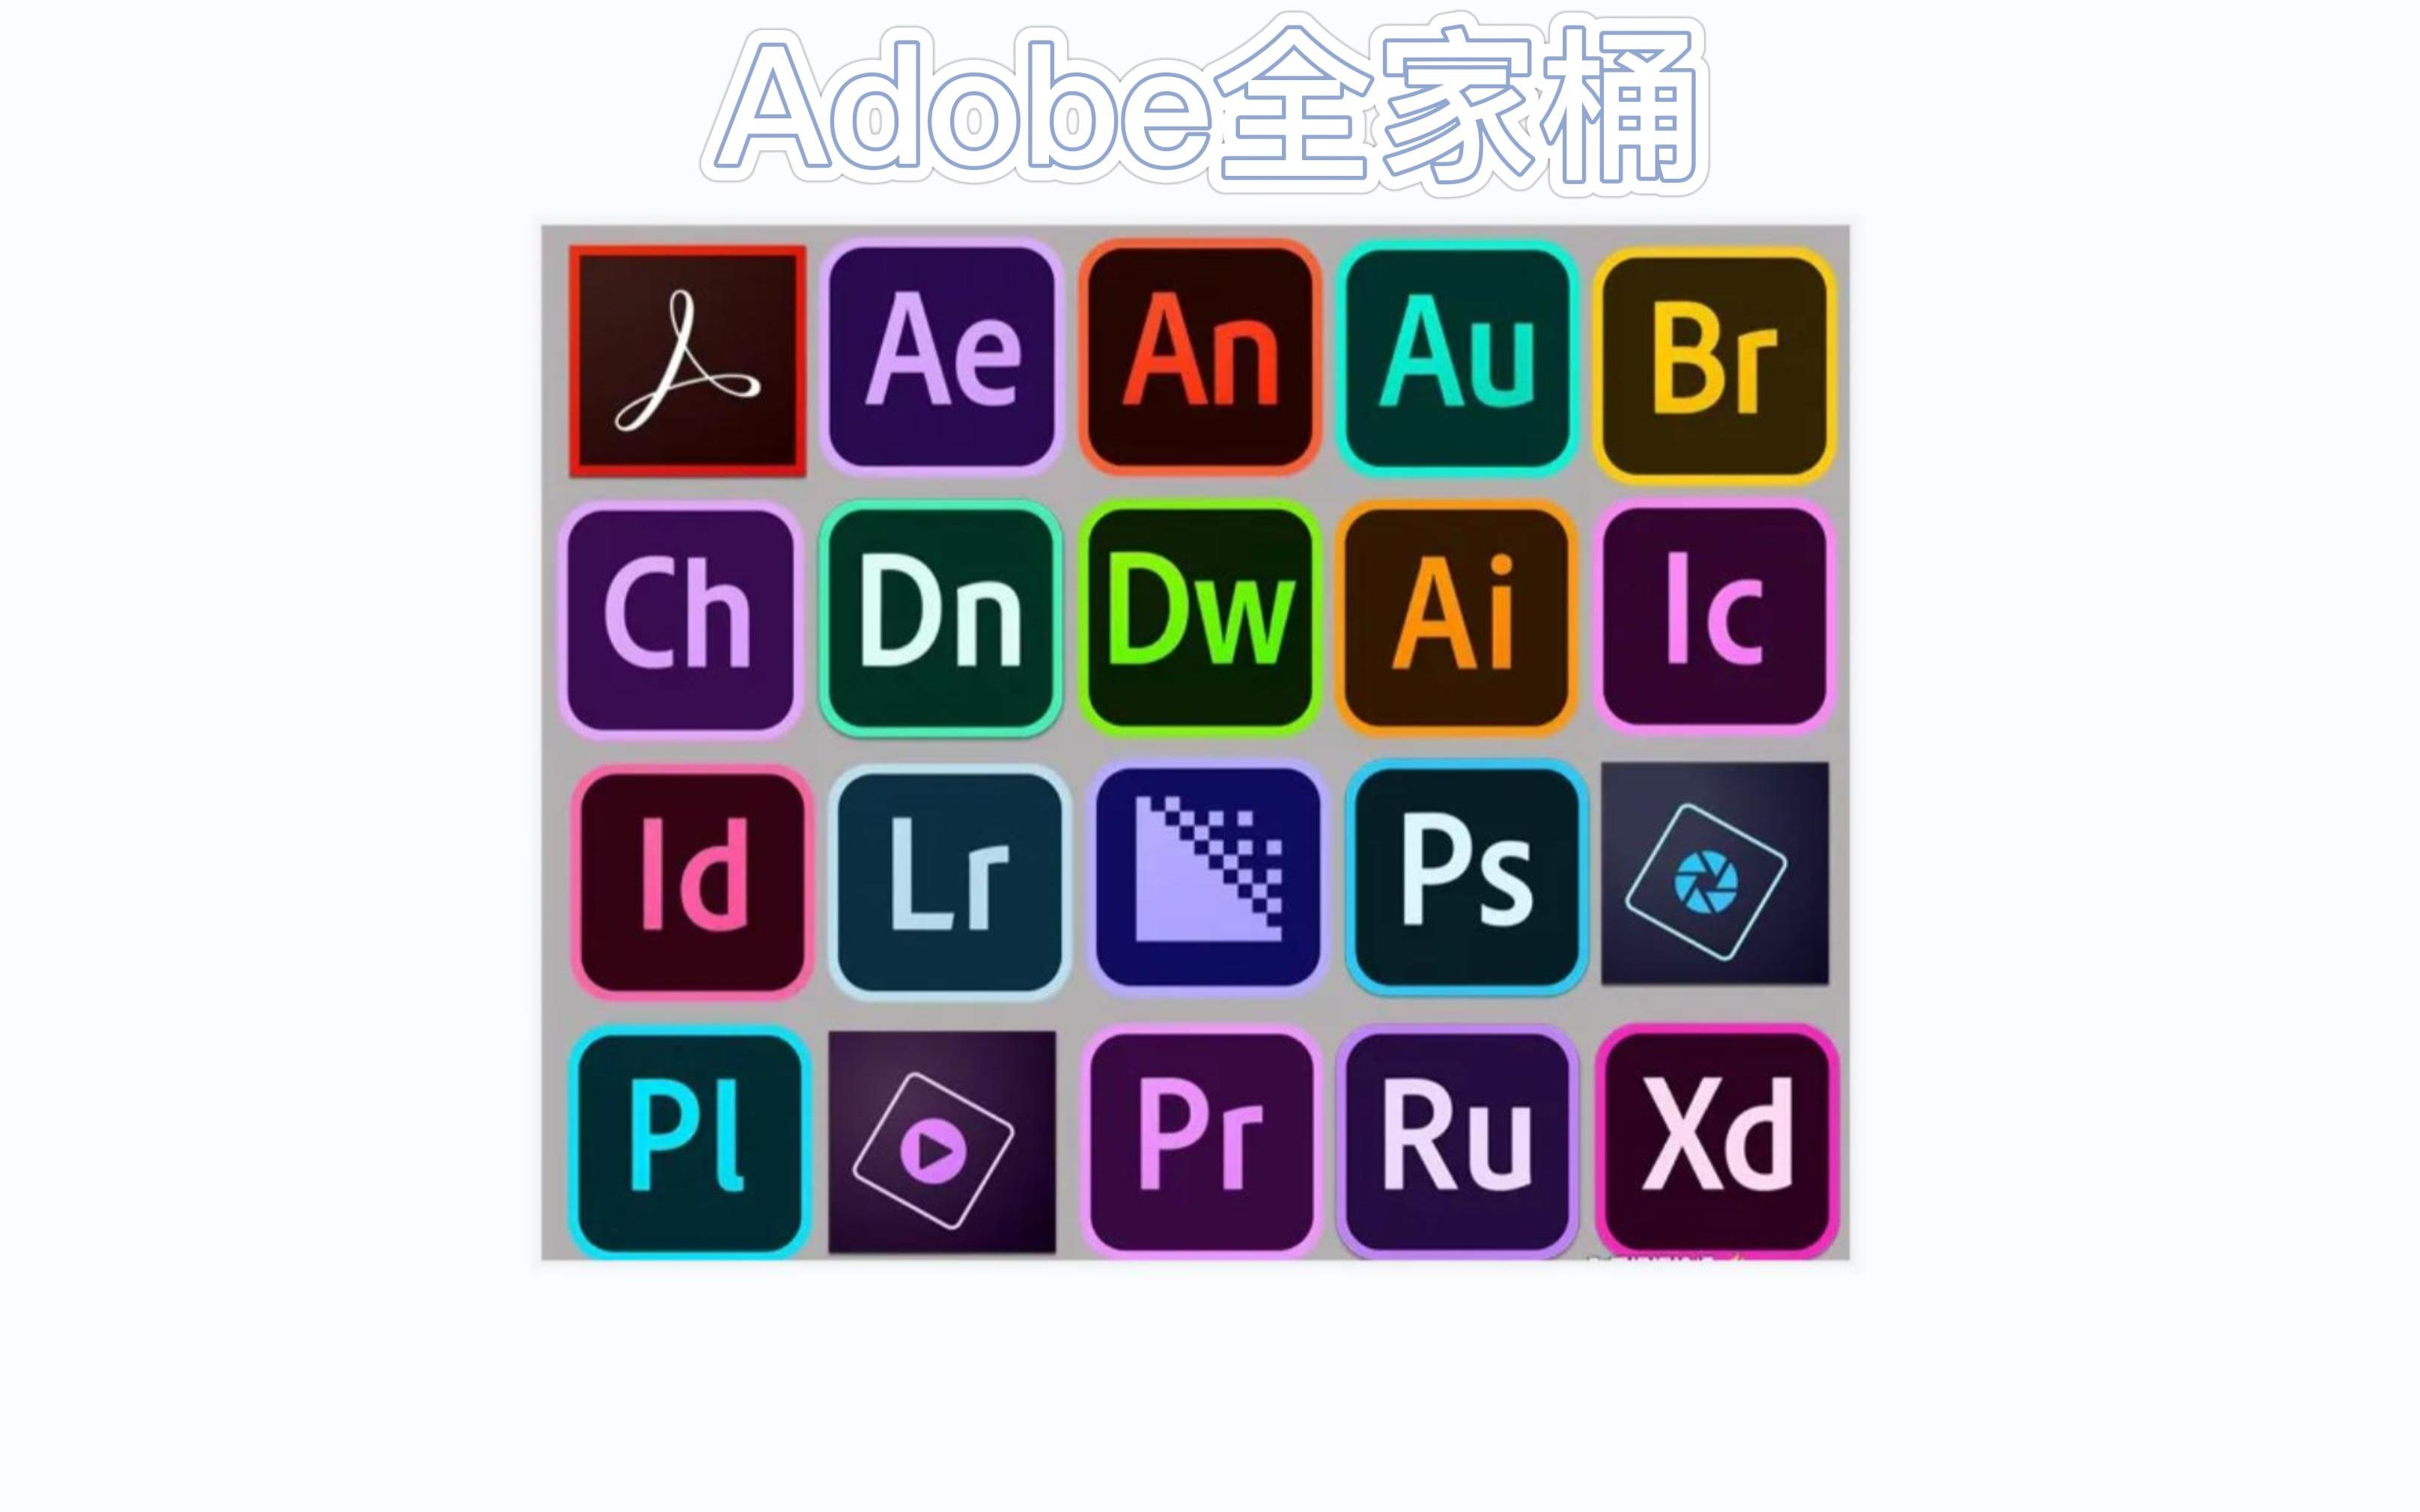 Adobe全家桶
Ae An Au Br
Ch Dn Dw Ai Ic
Id Lr Ps
Pl Pr Ru Xd